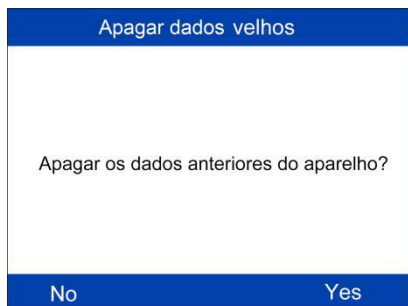 Apagar dados velhos
Apagar os dados anteriores do aparelho?
No Yes